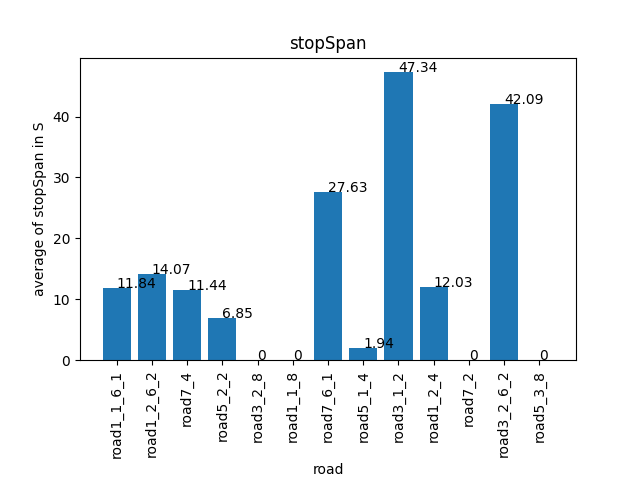 stopSpan
average of stopSpan in S
40
30
20
10
0
11.84
14.07
11.44
6.85
0
0
27.63
1.94
47.34
12.03
0
42.09
0
road1_1_6_1
road1_2_6_2
road7_4
road5_2_2
road3_2_8
road1_1_8
road7_6_1
road5_1_4
road3_1_2
road1_2_4
road7_2
road3_2_6_2
road5_3_8
road